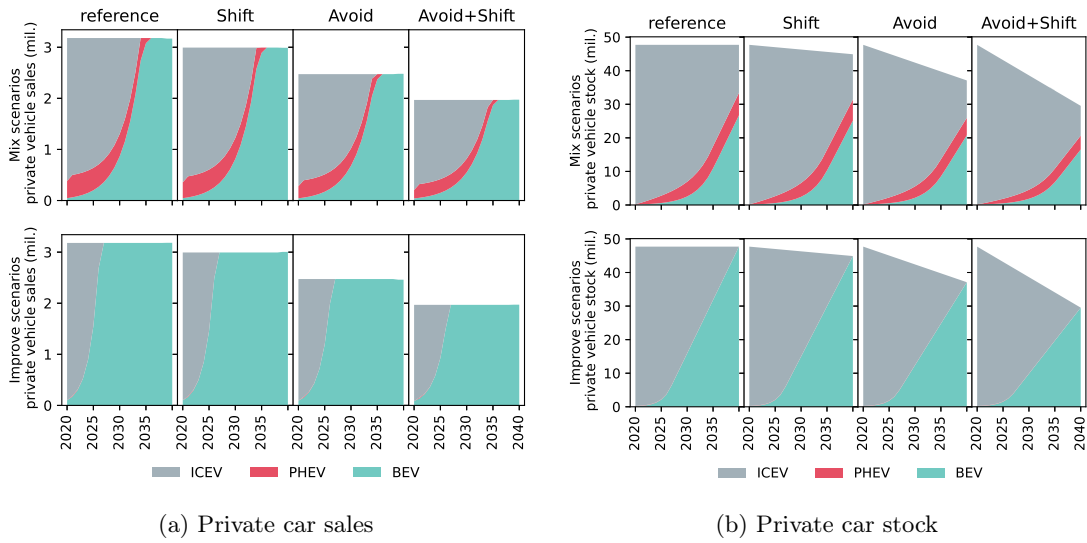 reference Shift Avoid Avoid+Shift
Mix scenarios
private vehicle sales (mil.)
3
2
1
0
Improve scenarios
private vehicle sales (mil.)
3
2
1
0
2020 2025 2030 2035 2020 2025 2030 2035 2020 2025 2030 2035 2020 2025 2030 2035 2040
ICEV PHEV BEV
(a) Private car sales
reference Shift Avoid Avoid+Shift
Mix scenarios
private vehicle stock (mil.)
50
40
30
20
10
0
Improve scenarios
private vehicle stock (mil.)
50
40
30
20
10
0
2020 2025 2030 2035 2020 2025 2030 2035 2020 2025 2030 2035 2020 2025 2030 2035 2040
ICEV PHEV BEV
(b) Private car stock